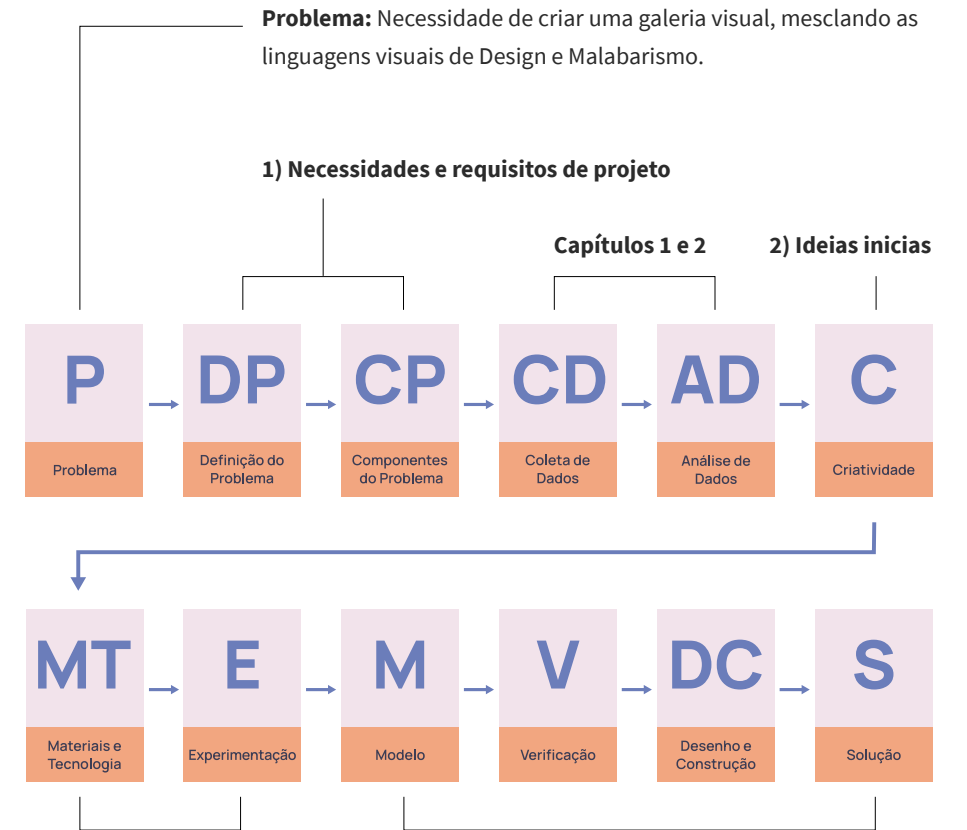 Problema: Necessidade de criar uma galeria visual, mesclando as
linguagens visuais de Design e Malabarismo.
1) Necessidades e requisitos de projeto
Capítulos 1 e 2
2) Ideias inicias
P
DP
CP
CD
AD
C
Problema
Definição do
Problema
Componentes
do Problema
Coleta de
Dados
Análise de
Dados
Criatividade
MT
E
M
V
DC
S
Materiais e
Tecnologia
Experimentação
Modelo
Verificação
Desenho e
Construção
Solução